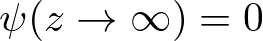 ψ(z → ∞) = 0